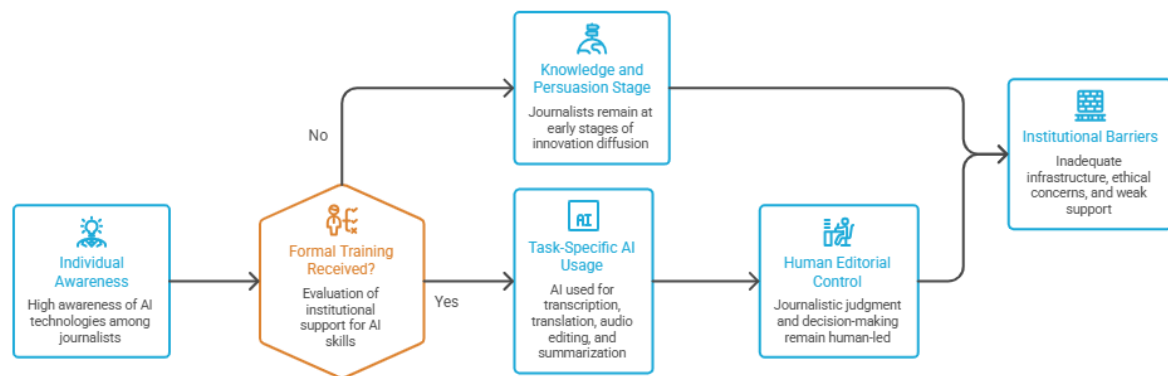 Individual
Awareness
High awareness of AI
technologies among
journalists
Formal Training
Received?
Evaluation of
institutional
support for AI
skills
No
Yes
Knowledge and
Persuasion Stage
Journalists remain at
early stages of
innovation diffusion
AI
Task-Specific AI
Usage
AI used for
transcription,
translation, audio
editing, and
summarization
Human Editorial
Control
Journalistic judgment
and decision-making
remain human-led
Institutional Barriers
Inadequate
infrastructure, ethical
concerns, and weak
support